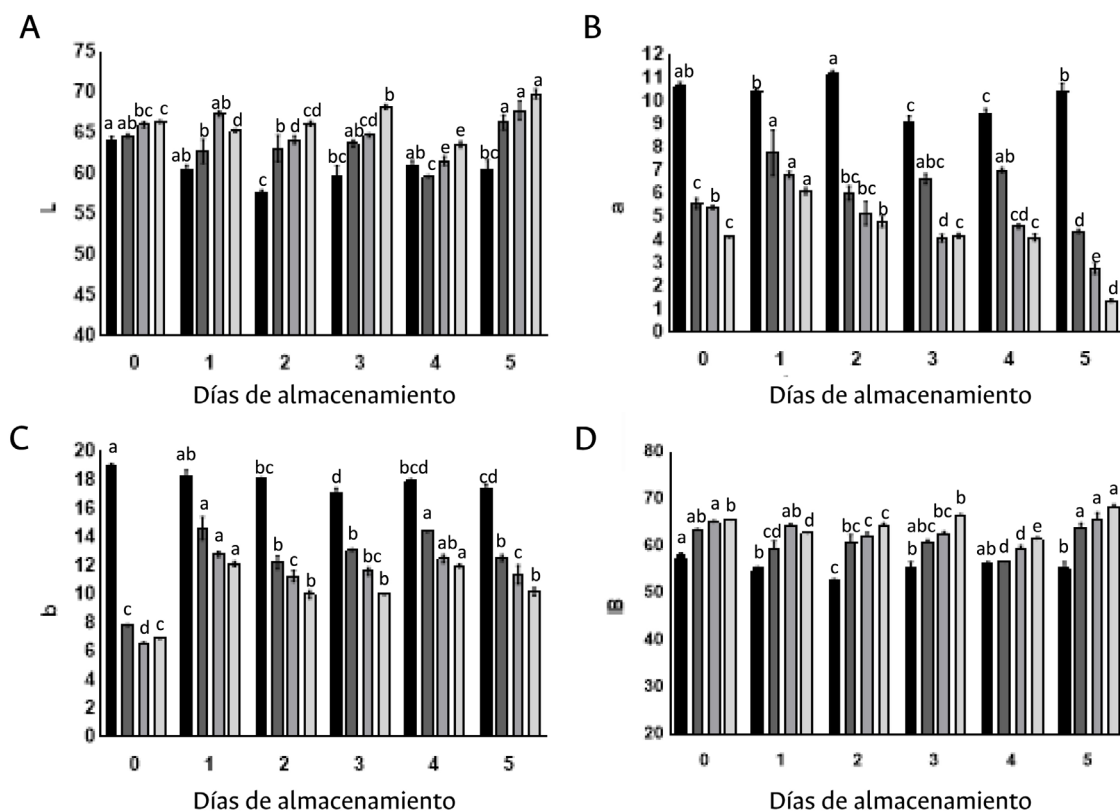 A
75
70
65
60
55
50
45
40
L
a ab bc c
ab b ab d
c b d cd
bc ab cd b
bc c e e
bc a a a
0 1 2 3 4 5
Días de almacenamiento
B
12
11
10
9
8
7
6
5
4
3
2
1
0
a
ab c b c
b a a a
a bc bc b
c abc d c
c ab cd c
b d e d
0 1 2 3 4 5
Días de almacenamiento
C
20
18
16
14
12
10
8
6
4
2
0
b
a c d c
ab a a a
bc b c b
d b bc b
bcd a ab a
cd b c b
0 1 2 3 4 5
Días de almacenamiento
D
80
70
60
50
40
30
20
IB
a ab a b
b cd ab d
c bc c c
b abc c b
ab d d e
b a a a
0 1 2 3 4 5
Días de almacenamiento